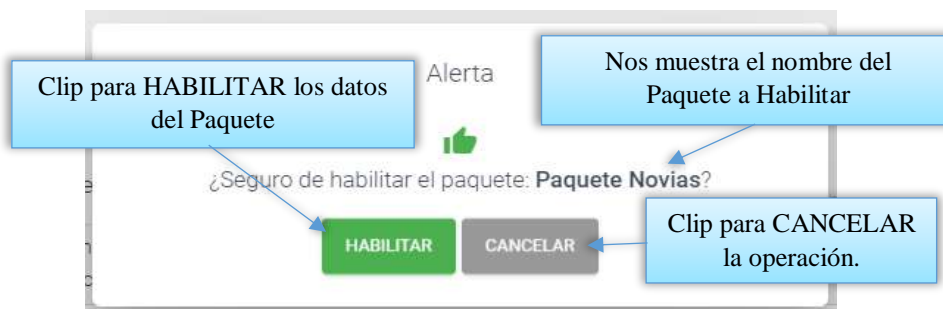 Alerta
Nos muestra el nombre del
Paquete a Habilitar
Clip para HABILITAR los datos
del Paquete
¿Seguro de habilitar el paquete: Paquete Novias?
HABILITAR
CANCELAR
Clip para CANCELAR
la operación.